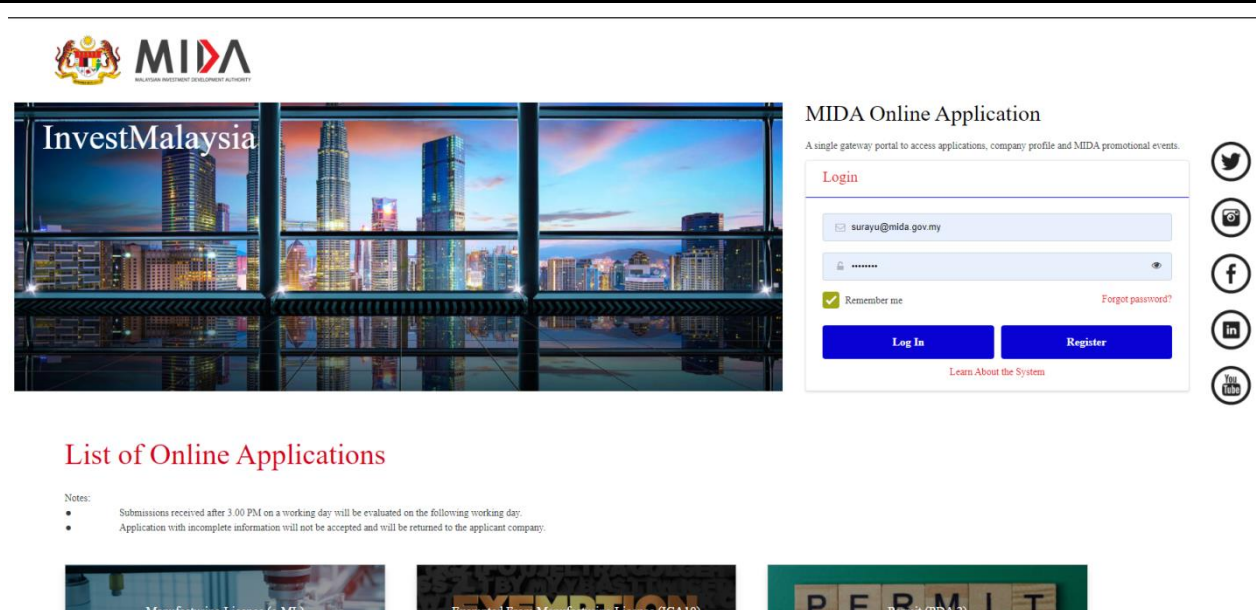 MIDA
MALAYSIAN INVESTMENT DEVELOPMENT AUTHORITY
InvestMalaysia
MIDA Online Application
A single gateway portal to access applications, company profile and MIDA promotional events.
Login
surayu@mida.gov.my
••••••••
Remember me
Forgot password?
Log In
Register
Learn About the System
You
Tube
List of Online Applications
Notes:
• Submissions received after 3.00 PM on a working day will be evaluated on the following working day.
• Application with incomplete information will not be accepted and will be returned to the applicant company.
EXEMPTION
PERMIT